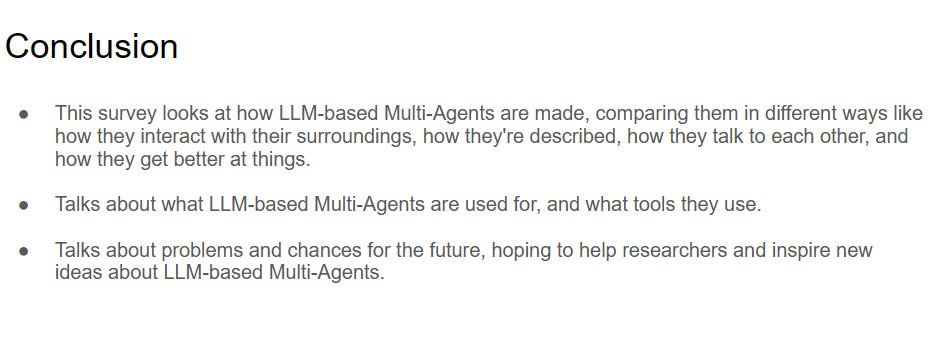 Conclusion
● This survey looks at how LLM-based Multi-Agents are made, comparing them in different ways like
how they interact with their surroundings, how they're described, how they talk to each other, and
how they get better at things.
● Talks about what LLM-based Multi-Agents are used for, and what tools they use.
● Talks about problems and chances for the future, hoping to help researchers and inspire new
ideas about LLM-based Multi-Agents.